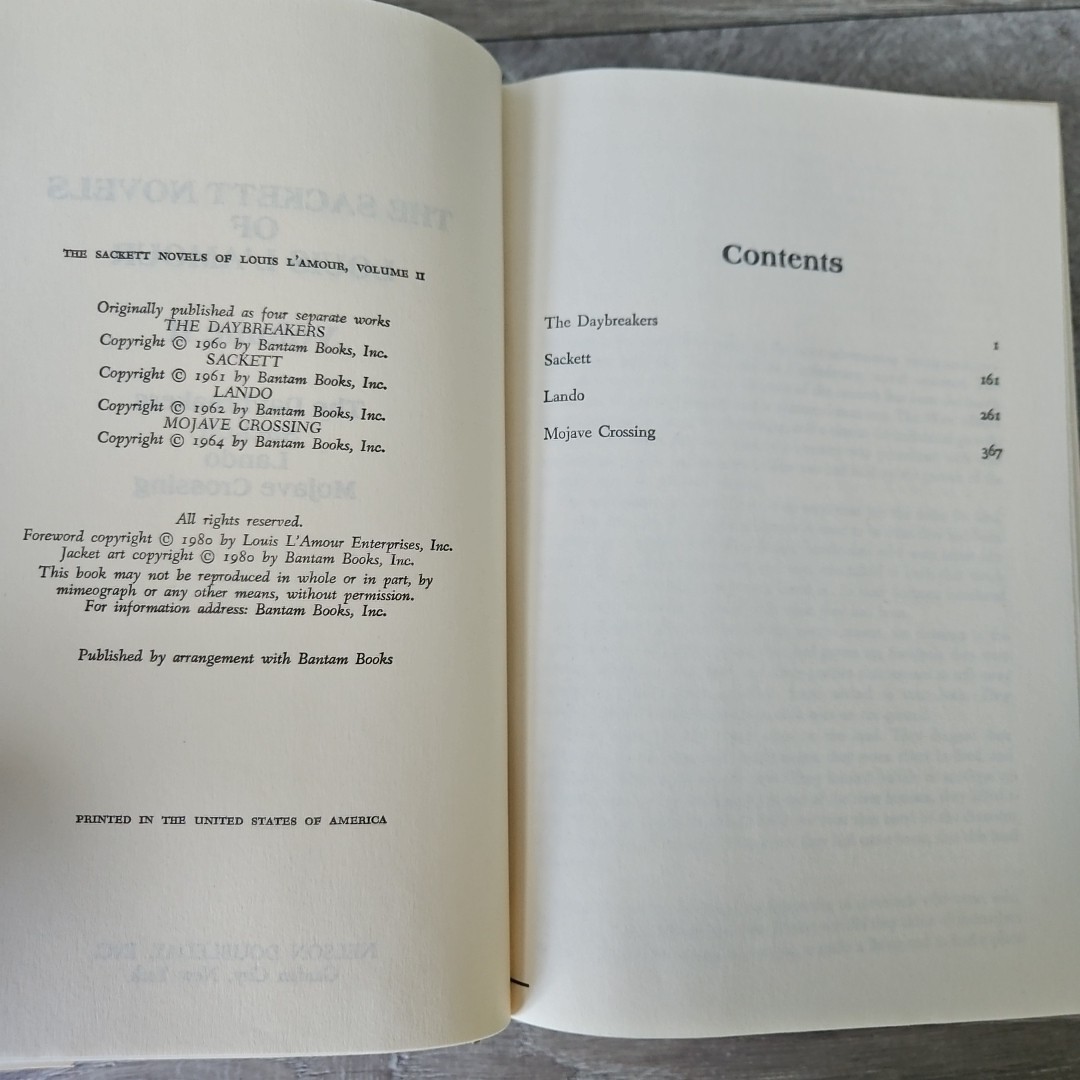 THE SACKETT NOVELS OF LOUIS L'AMOUR, VOLUME II
Originally published as four separate works
THE DAYBREAKERS
Copyright © 1960 by Bantam Books, Inc.
SACKETT
Copyright © 1961 by Bantam Books, Inc.
LANDO
Copyright © 1962 by Bantam Books, Inc.
MOJAVE CROSSING
Copyright © 1964 by Bantam Books, Inc.
All rights reserved.
Foreword copyright © 1980 by Louis L'Amour Enterprises, Inc.
Jacket art copyright © 1980 by Bantam Books, Inc.
This book may not be reproduced in whole or in part, by
mimeograph or any other means, without permission.
For information address: Bantam Books, Inc.
Published by arrangement with Bantam Books
PRINTED IN THE UNITED STATES OF AMERICA
Contents
The Daybreakers 1
Sackett 161
Lando 261
Mojave Crossing 367